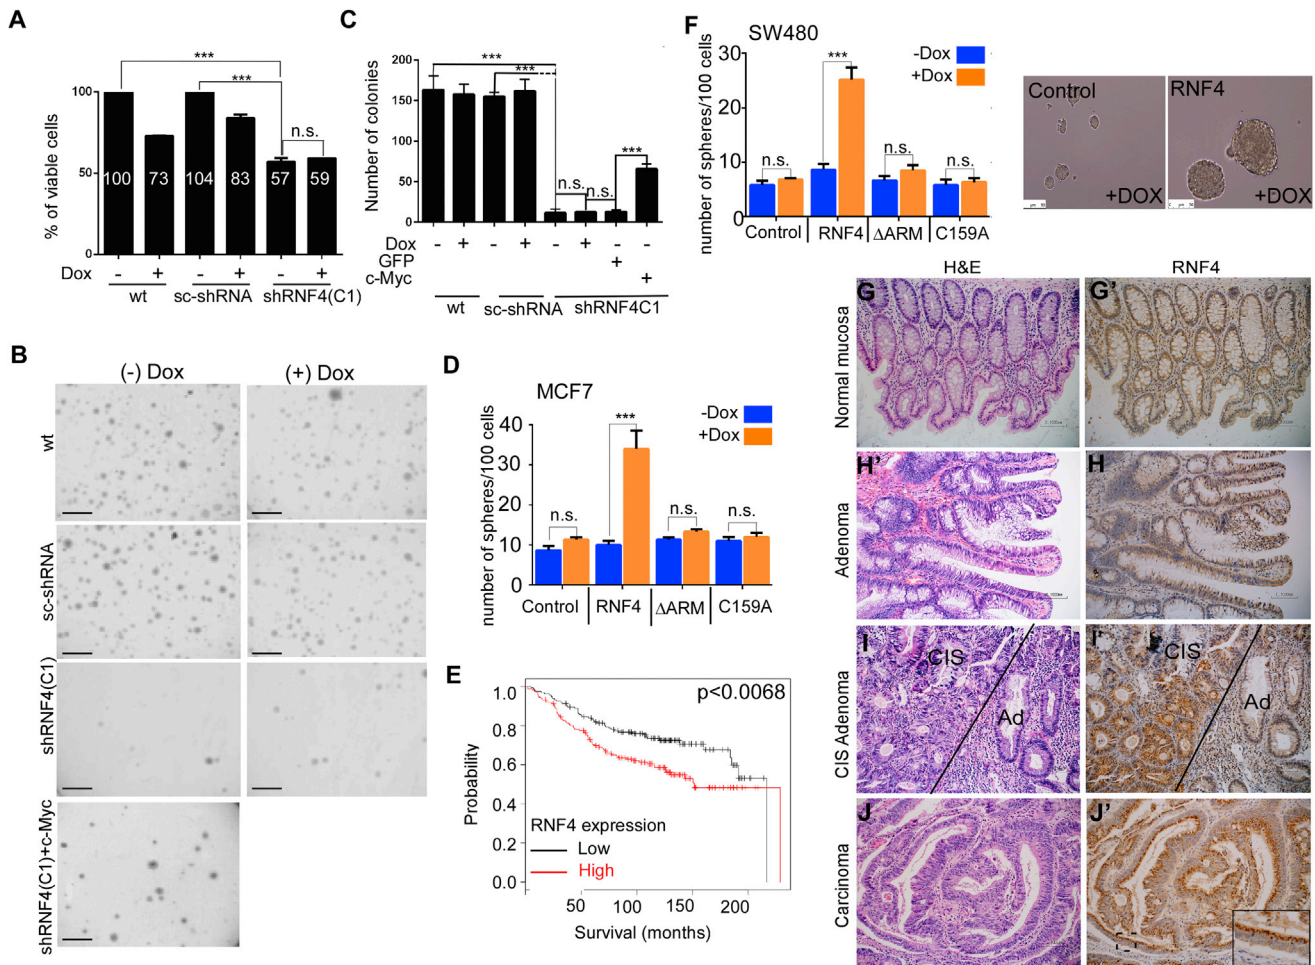 A
***
***
n.s.
% of viable cells
100
50
0
100
73
104
83
57
59
Dox
-
+
-
+
-
+
wt
sc-shRNA
shRNF4(C1)
B
(-) Dox
(+) Dox
wt
sc-shRNA
shRNF4(C1)
shRNF4(C1)+c-Myc
C
Number of colonies
200
150
100
50
0
***
***
n.s.
n.s.
***
Dox
-
+
-
+
-
+
-
-
GFP
+
c-Myc
+
wt
sc-shRNA
shRNF4C1
D
MCF7
-Dox
+Dox
number of spheres/100 cells
40
30
20
10
0
n.s.
***
n.s.
n.s.
Control
RNF4
ΔARM
C159A
E
p<0.0068
Probability
1.0
0.8
0.6
0.4
0.2
0.0
RNF4 expression
Low
High
50
100
150
200
Survival (months)
F
SW480
-Dox
+Dox
number of spheres/100 cells
30
20
10
0
n.s.
***
n.s.
n.s.
Control
RNF4
ΔARM
C159A
Control
+DOX
RNF4
+DOX
H&E
RNF4
Normal mucosa
G
G'
Adenoma
H'
H
CIS Adenoma
I
CIS
Ad
I'
CIS
Ad
Carcinoma
J
J'